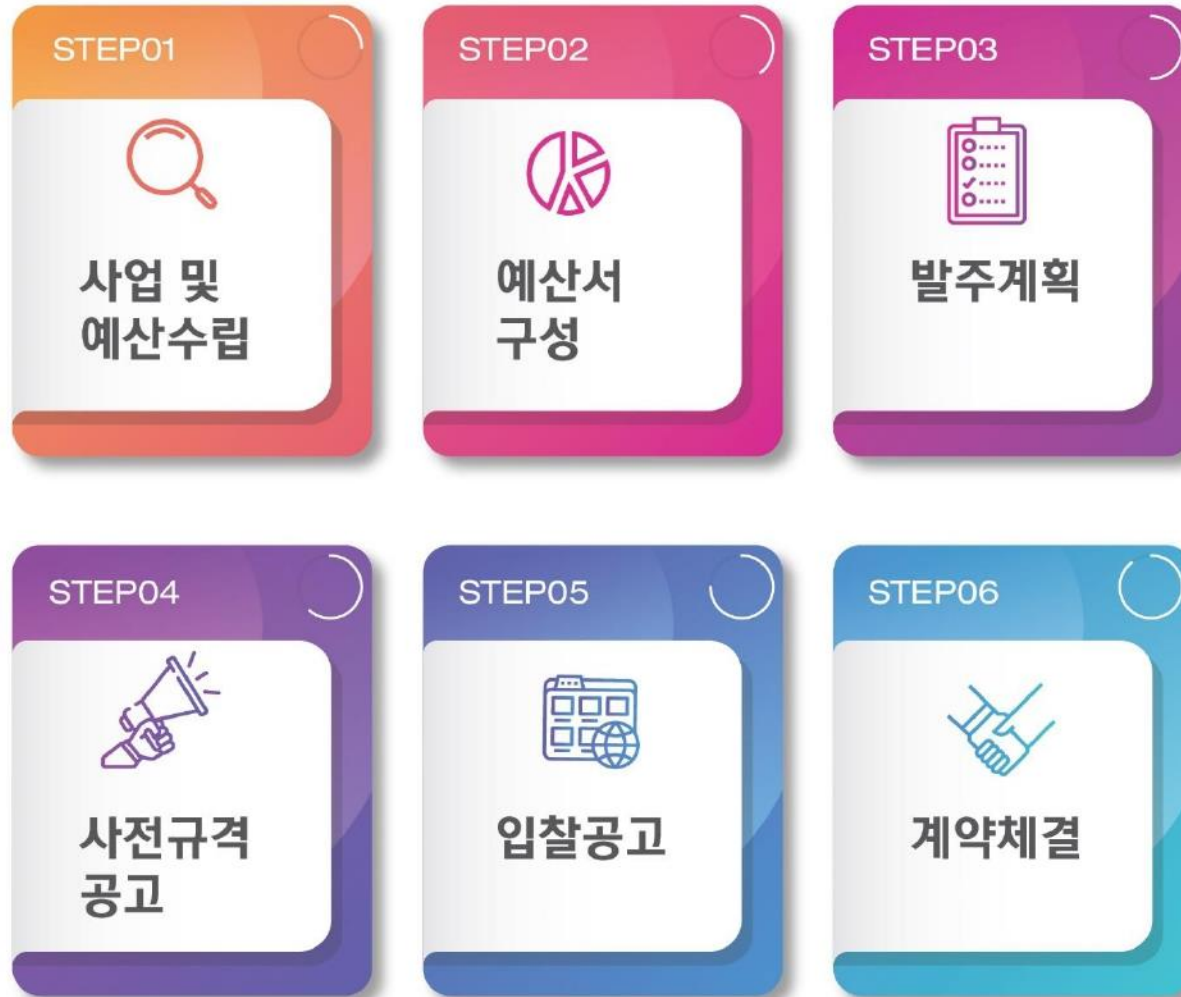 STEP01
사업 및
예산수립
STEP02
예산서
구성
STEP03
발주계획
STEP04
사전규격
공고
STEP05
입찰공고
STEP06
계약체결